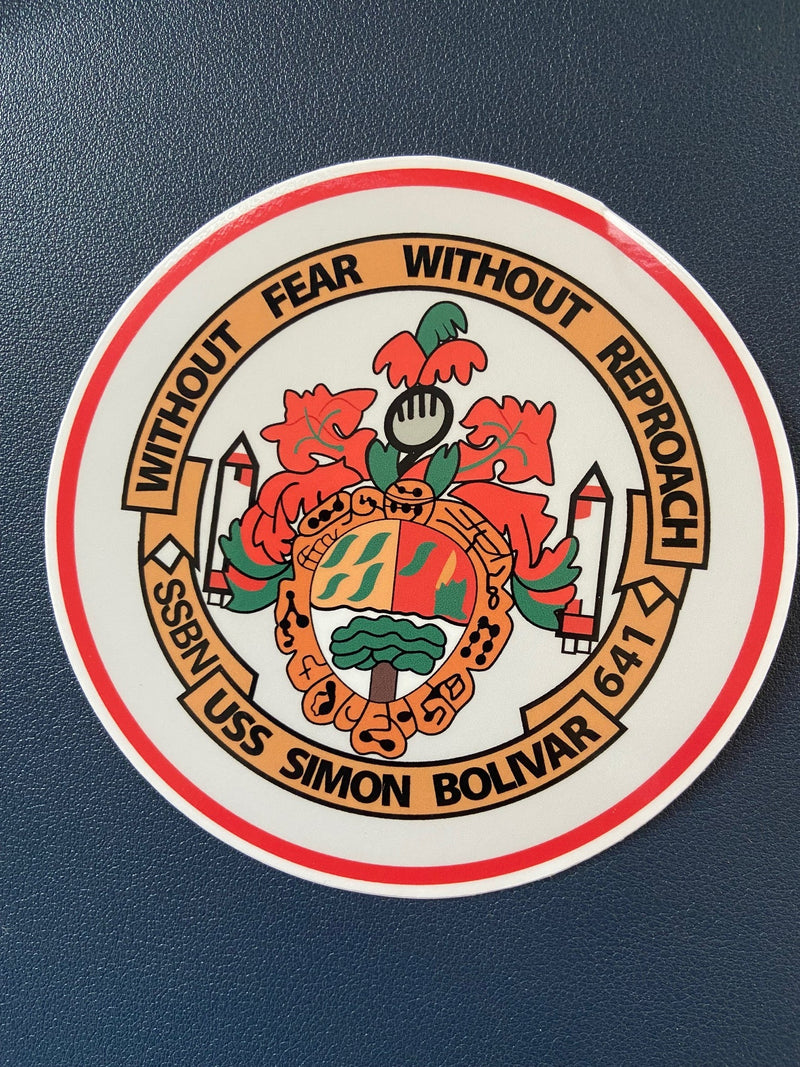 WITHOUT FEAR WITHOUT REPROACH
SSBN
USS SIMON BOLIVAR
641